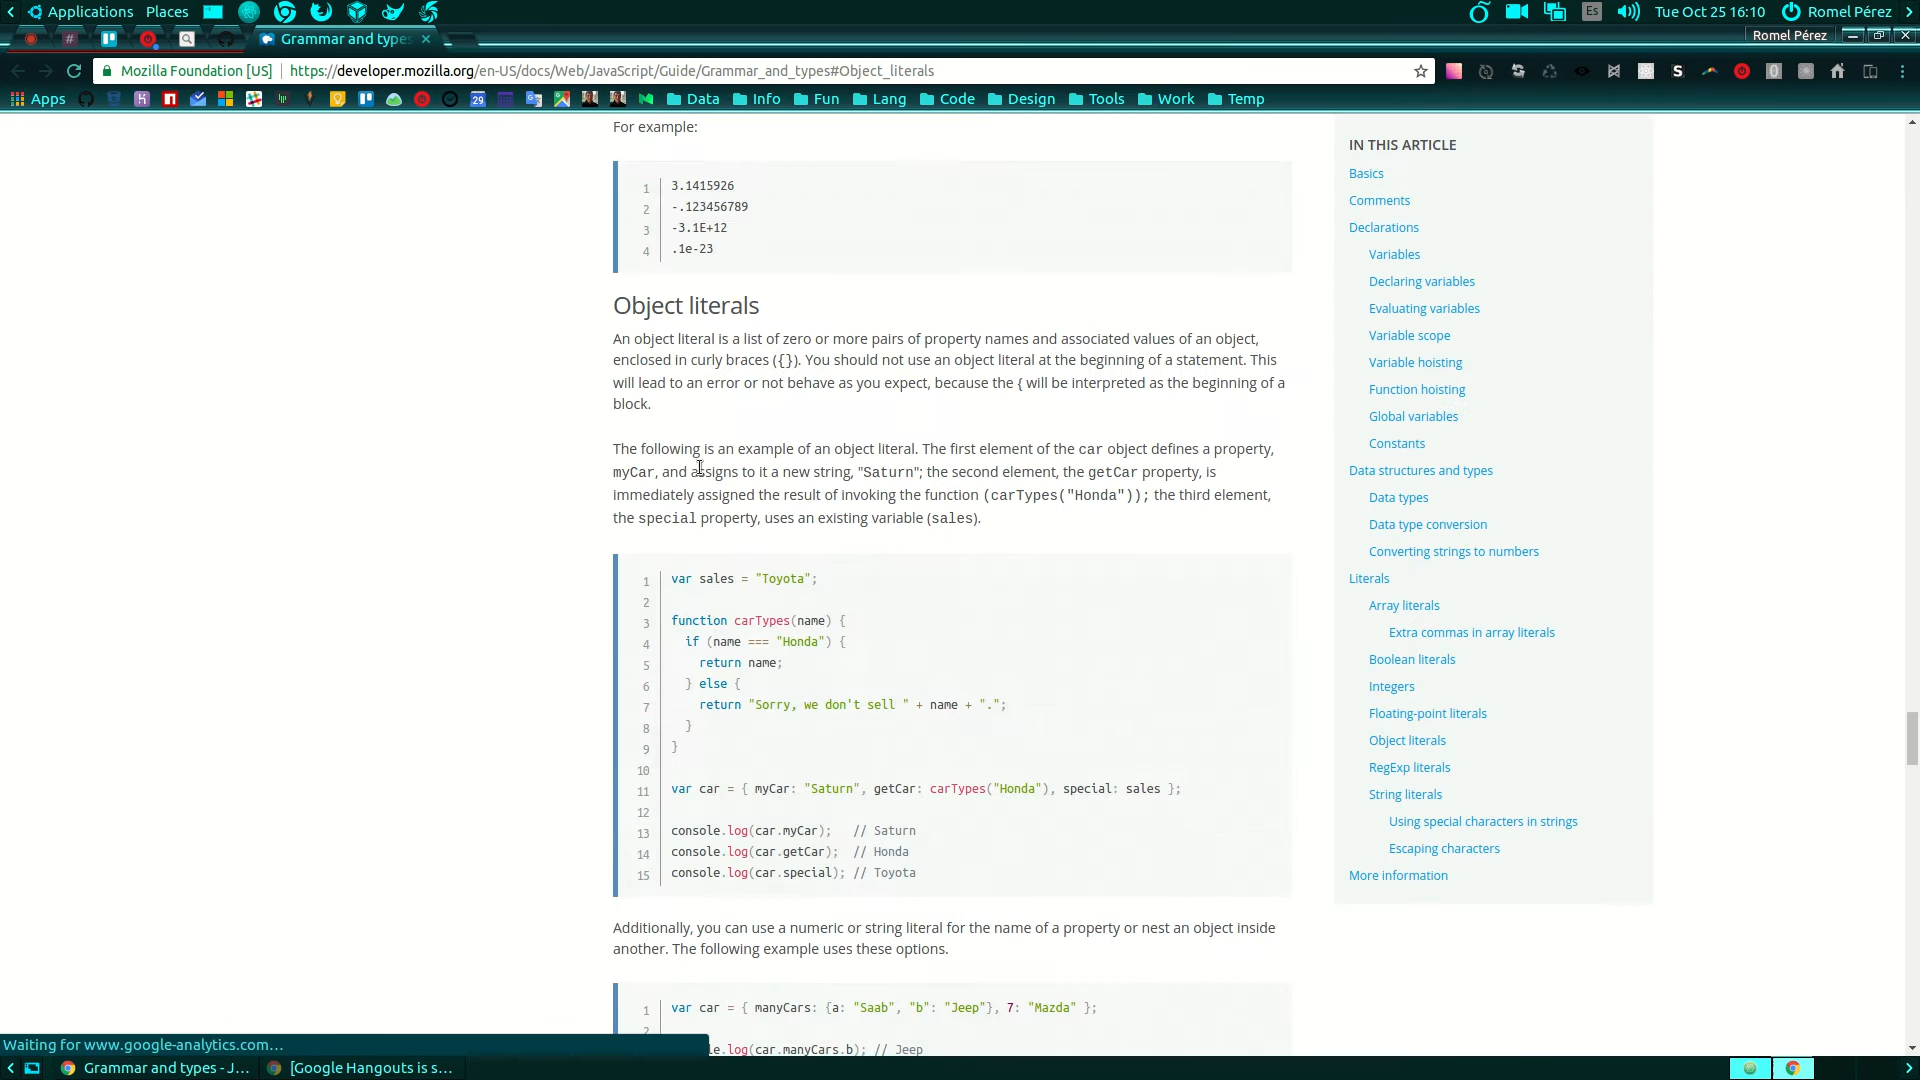 Applications Places
Es Tue Oct 25 16:10 Romel Pérez
Grammar and types
Romel Pérez
Mozilla Foundation [US] https://developer.mozilla.org/en-US/docs/Web/JavaScript/Guide/Grammar_and_types#Object_literals
Apps Data Info Fun Lang Code Design Tools Work Temp
For example:
1 3.1415926
2 -.123456789
3 -3.1E+12
4 .1e-23
Object literals
An object literal is a list of zero or more pairs of property names and associated values of an object,
enclosed in curly braces ({}). You should not use an object literal at the beginning of a statement. This
will lead to an error or not behave as you expect, because the { will be interpreted as the beginning of a
block.
The following is an example of an object literal. The first element of the car object defines a property,
myCar, and assigns to it a new string, "Saturn"; the second element, the getCar property, is
immediately assigned the result of invoking the function (carTypes("Honda")); the third element,
the special property, uses an existing variable (sales).
1 var sales = "Toyota";
2
3 function carTypes(name) {
4 if (name === "Honda") {
5 return name;
6 } else {
7 return "Sorry, we don't sell " + name + ".";
8 }
9 }
10
11 var car = { myCar: "Saturn", getCar: carTypes("Honda"), special: sales };
12
13 console.log(car.myCar); // Saturn
14 console.log(car.getCar); // Honda
15 console.log(car.special); // Toyota
Additionally, you can use a numeric or string literal for the name of a property or nest an object inside
another. The following example uses these options.
1 var car = { manyCars: {a: "Saab", "b": "Jeep"}, 7: "Mazda" };
2
le.log(car.manyCars.b); // Jeep
IN THIS ARTICLE
Basics
Comments
Declarations
Variables
Declaring variables
Evaluating variables
Variable scope
Variable hoisting
Function hoisting
Global variables
Constants
Data structures and types
Data types
Data type conversion
Converting strings to numbers
Literals
Array literals
Extra commas in array literals
Boolean literals
Integers
Floating-point literals
Object literals
RegExp literals
String literals
Using special characters in strings
Escaping characters
More information
Waiting for www.google-analytics.com...
Grammar and types - J... [Google Hangouts is s...